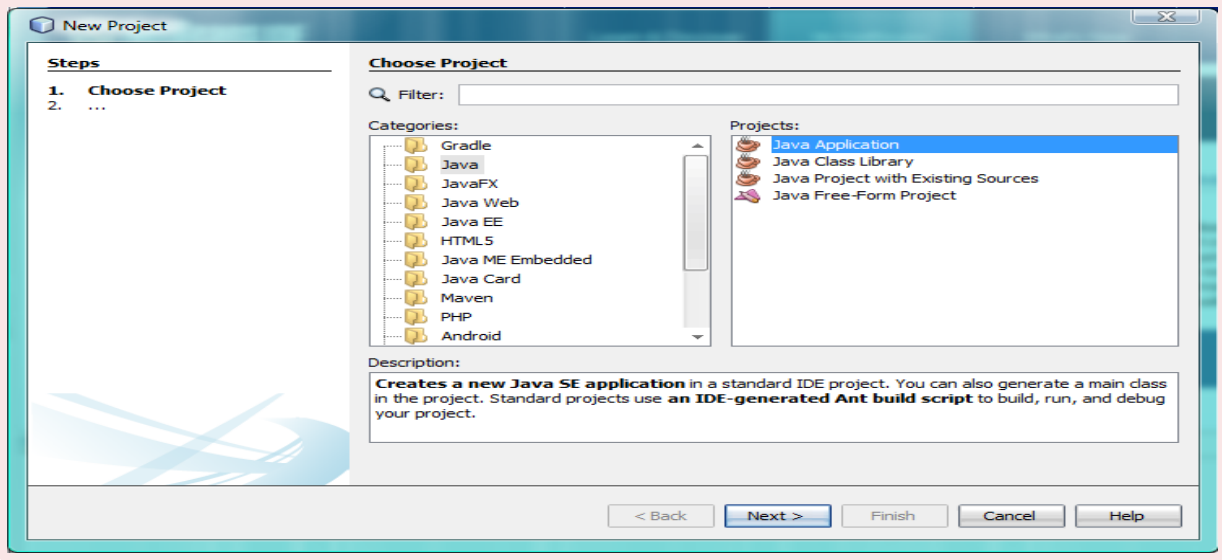 New Project
Steps
1. Choose Project
2. ...
Choose Project
Filter:
Categories:
Gradle
Java
JavaFX
Java Web
Java EE
HTML5
Java ME Embedded
Java Card
Maven
PHP
Android
Projects:
Java Application
Java Class Library
Java Project with Existing Sources
Java Free-Form Project
Description:
Creates a new Java SE application in a standard IDE project. You can also generate a main class
in the project. Standard projects use an IDE-generated Ant build script to build, run, and debug
your project.
< Back Next > Finish Cancel Help